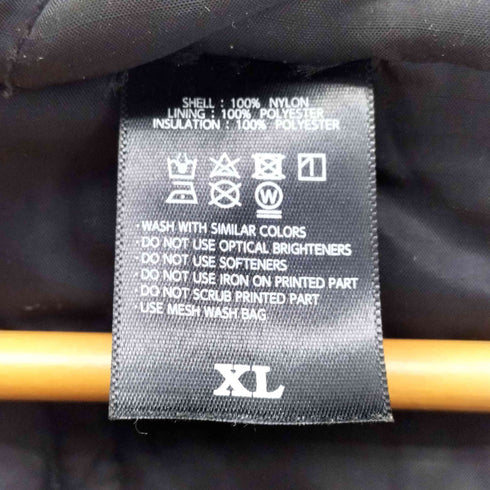 SHELL : 100% NYLON
LINING : 100% POLYESTER
INSULATION : 100% POLYESTER
W
·WASH WITH SIMILAR COLORS
·DO NOT USE OPTICAL BRIGHTENERS
·DO NOT USE SOFTENERS
·DO NOT USE IRON ON PRINTED PART
·DO NOT SCRUB PRINTED PART
·USE MESH WASH BAG
XL